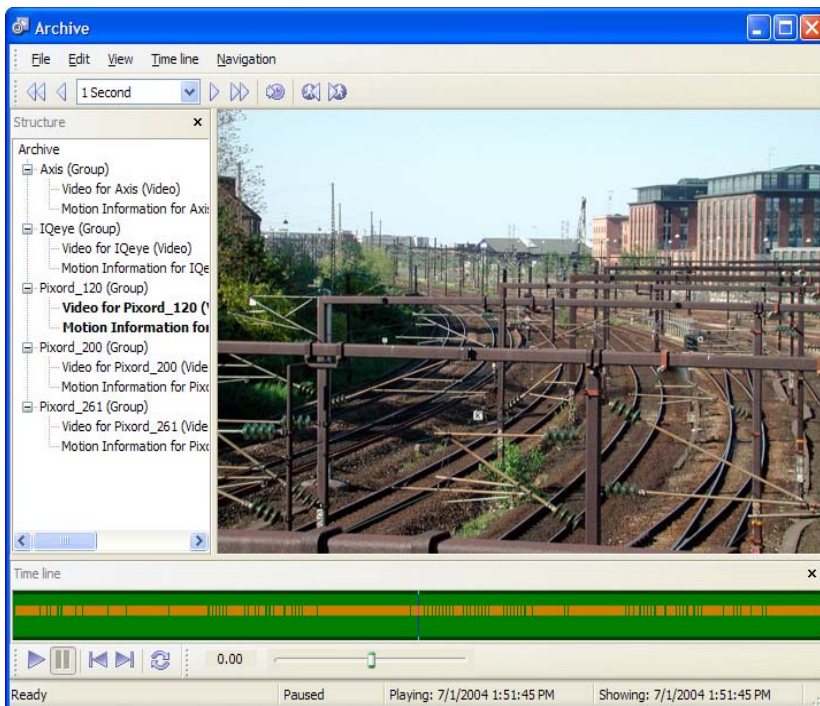 Archive
File Edit View Time line Navigation
1 Second
Structure x
Archive
Axis (Group)
Video for Axis (Video)
Motion Information for Axi
IQeye (Group)
Video for IQeye (Video)
Motion Information for IQe
Pixord_120 (Group)
Video for Pixord_120 (V
Motion Information for
Pixord_200 (Group)
Video for Pixord_200 (Vide
Motion Information for Pixo
Pixord_261 (Group)
Video for Pixord_261 (Vide
Motion Information for Pixo
Time line x
0.00
Ready Paused Playing: 7/1/2004 1:51:45 PM Showing: 7/1/2004 1:51:45 PM